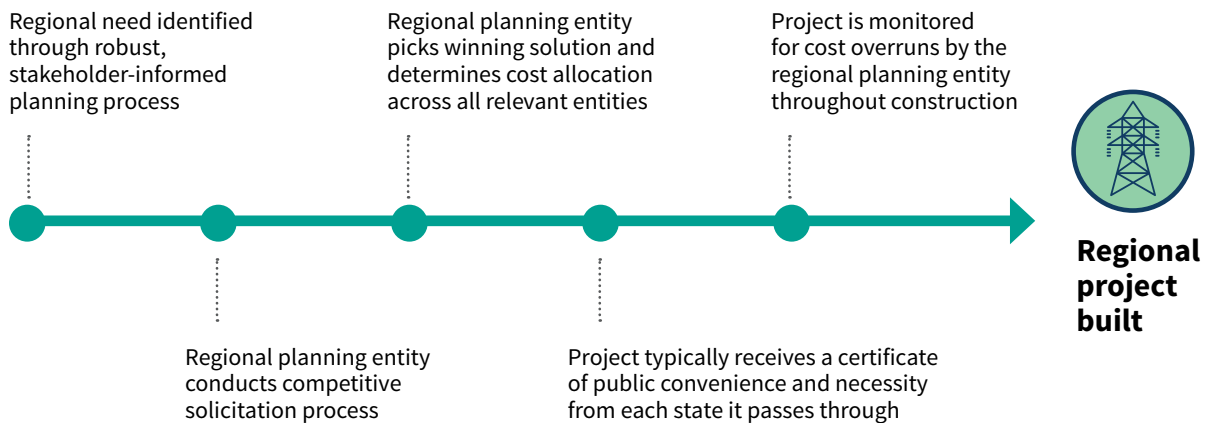 Regional need identified
through robust,
stakeholder-informed
planning process
Regional planning entity
conducts competitive
solicitation process
Regional planning entity
picks winning solution and
determines cost allocation
across all relevant entities
Project typically receives a certificate
of public convenience and necessity
from each state it passes through
Project is monitored
for cost overruns by the
regional planning entity
throughout construction
Regional
project
built